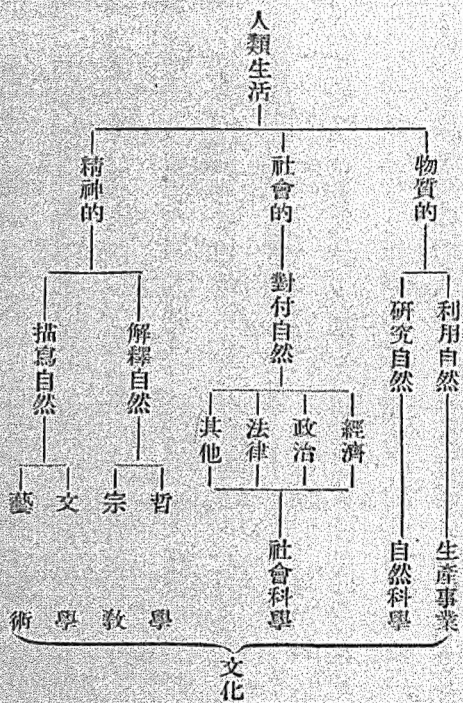 人類生活
物質的
社會的
精神的
利用自然
研究自然
對付自然
解釋自然
描寫自然
經濟
政治
法律
其他
生產事業
自然科學
社會科學
哲學
宗教
文學
藝術
文化